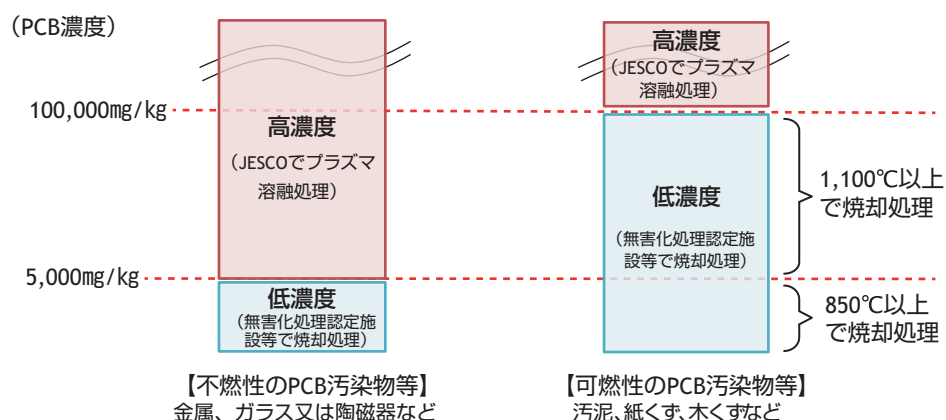 （PCB濃度）
高濃度
（JESCOでプラズマ
溶融処理）
100,000mg/kg
高濃度
（JESCOでプラズマ
溶融処理）
低濃度
（無害化処理認定施
設等で焼却処理）
1,100℃以上
で焼却処理
5,000mg/kg
低濃度
（無害化処理認定施
設等で焼却処理）
850℃以上
で焼却処理
【不燃性のPCB汚染物等】
金属、ガラス又は陶磁器など
【可燃性のPCB汚染物等】
汚泥、紙くず、木くずなど